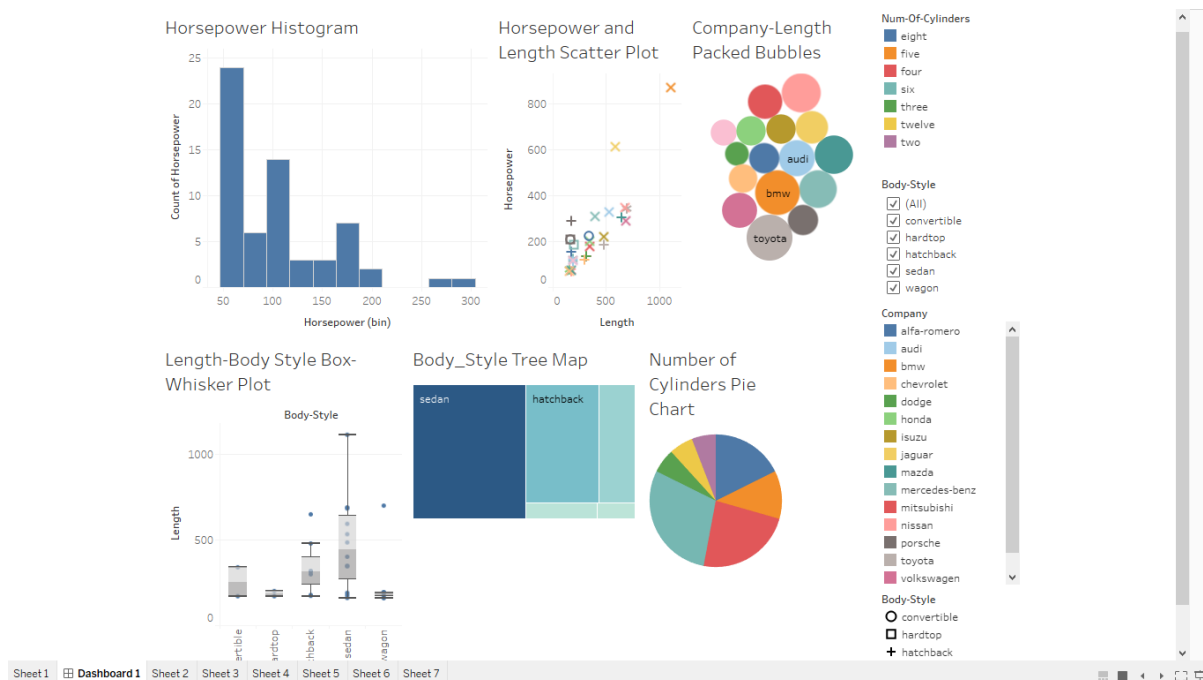 Horsepower Histogram
25
20
15
10
5
0
Count of Horsepower
50 100 150 200 250 300
Horsepower (bin)
Horsepower and
Length Scatter Plot
800
600
400
200
0
Horsepower
0 500 1000
Length
Company-Length
Packed Bubbles
audi
bmw
toyota
Length-Body Style Box-
Whisker Plot
Body-Style
1000
500
0
Length
ertible
ardtop
chback
sedan
wagon
Body_Style Tree Map
sedan
hatchback
Number of
Cylinders Pie
Chart
Num-Of-Cylinders
eight
five
four
six
three
twelve
two
Body-Style
(All)
convertible
hardtop
hatchback
sedan
wagon
Company
alfa-romero
audi
bmw
chevrolet
dodge
honda
isuzu
jaguar
mazda
mercedes-benz
mitsubishi
nissan
porsche
toyota
volkswagen
Body-Style
convertible
hardtop
hatchback
Sheet 1 Dashboard 1 Sheet 2 Sheet 3 Sheet 4 Sheet 5 Sheet 6 Sheet 7